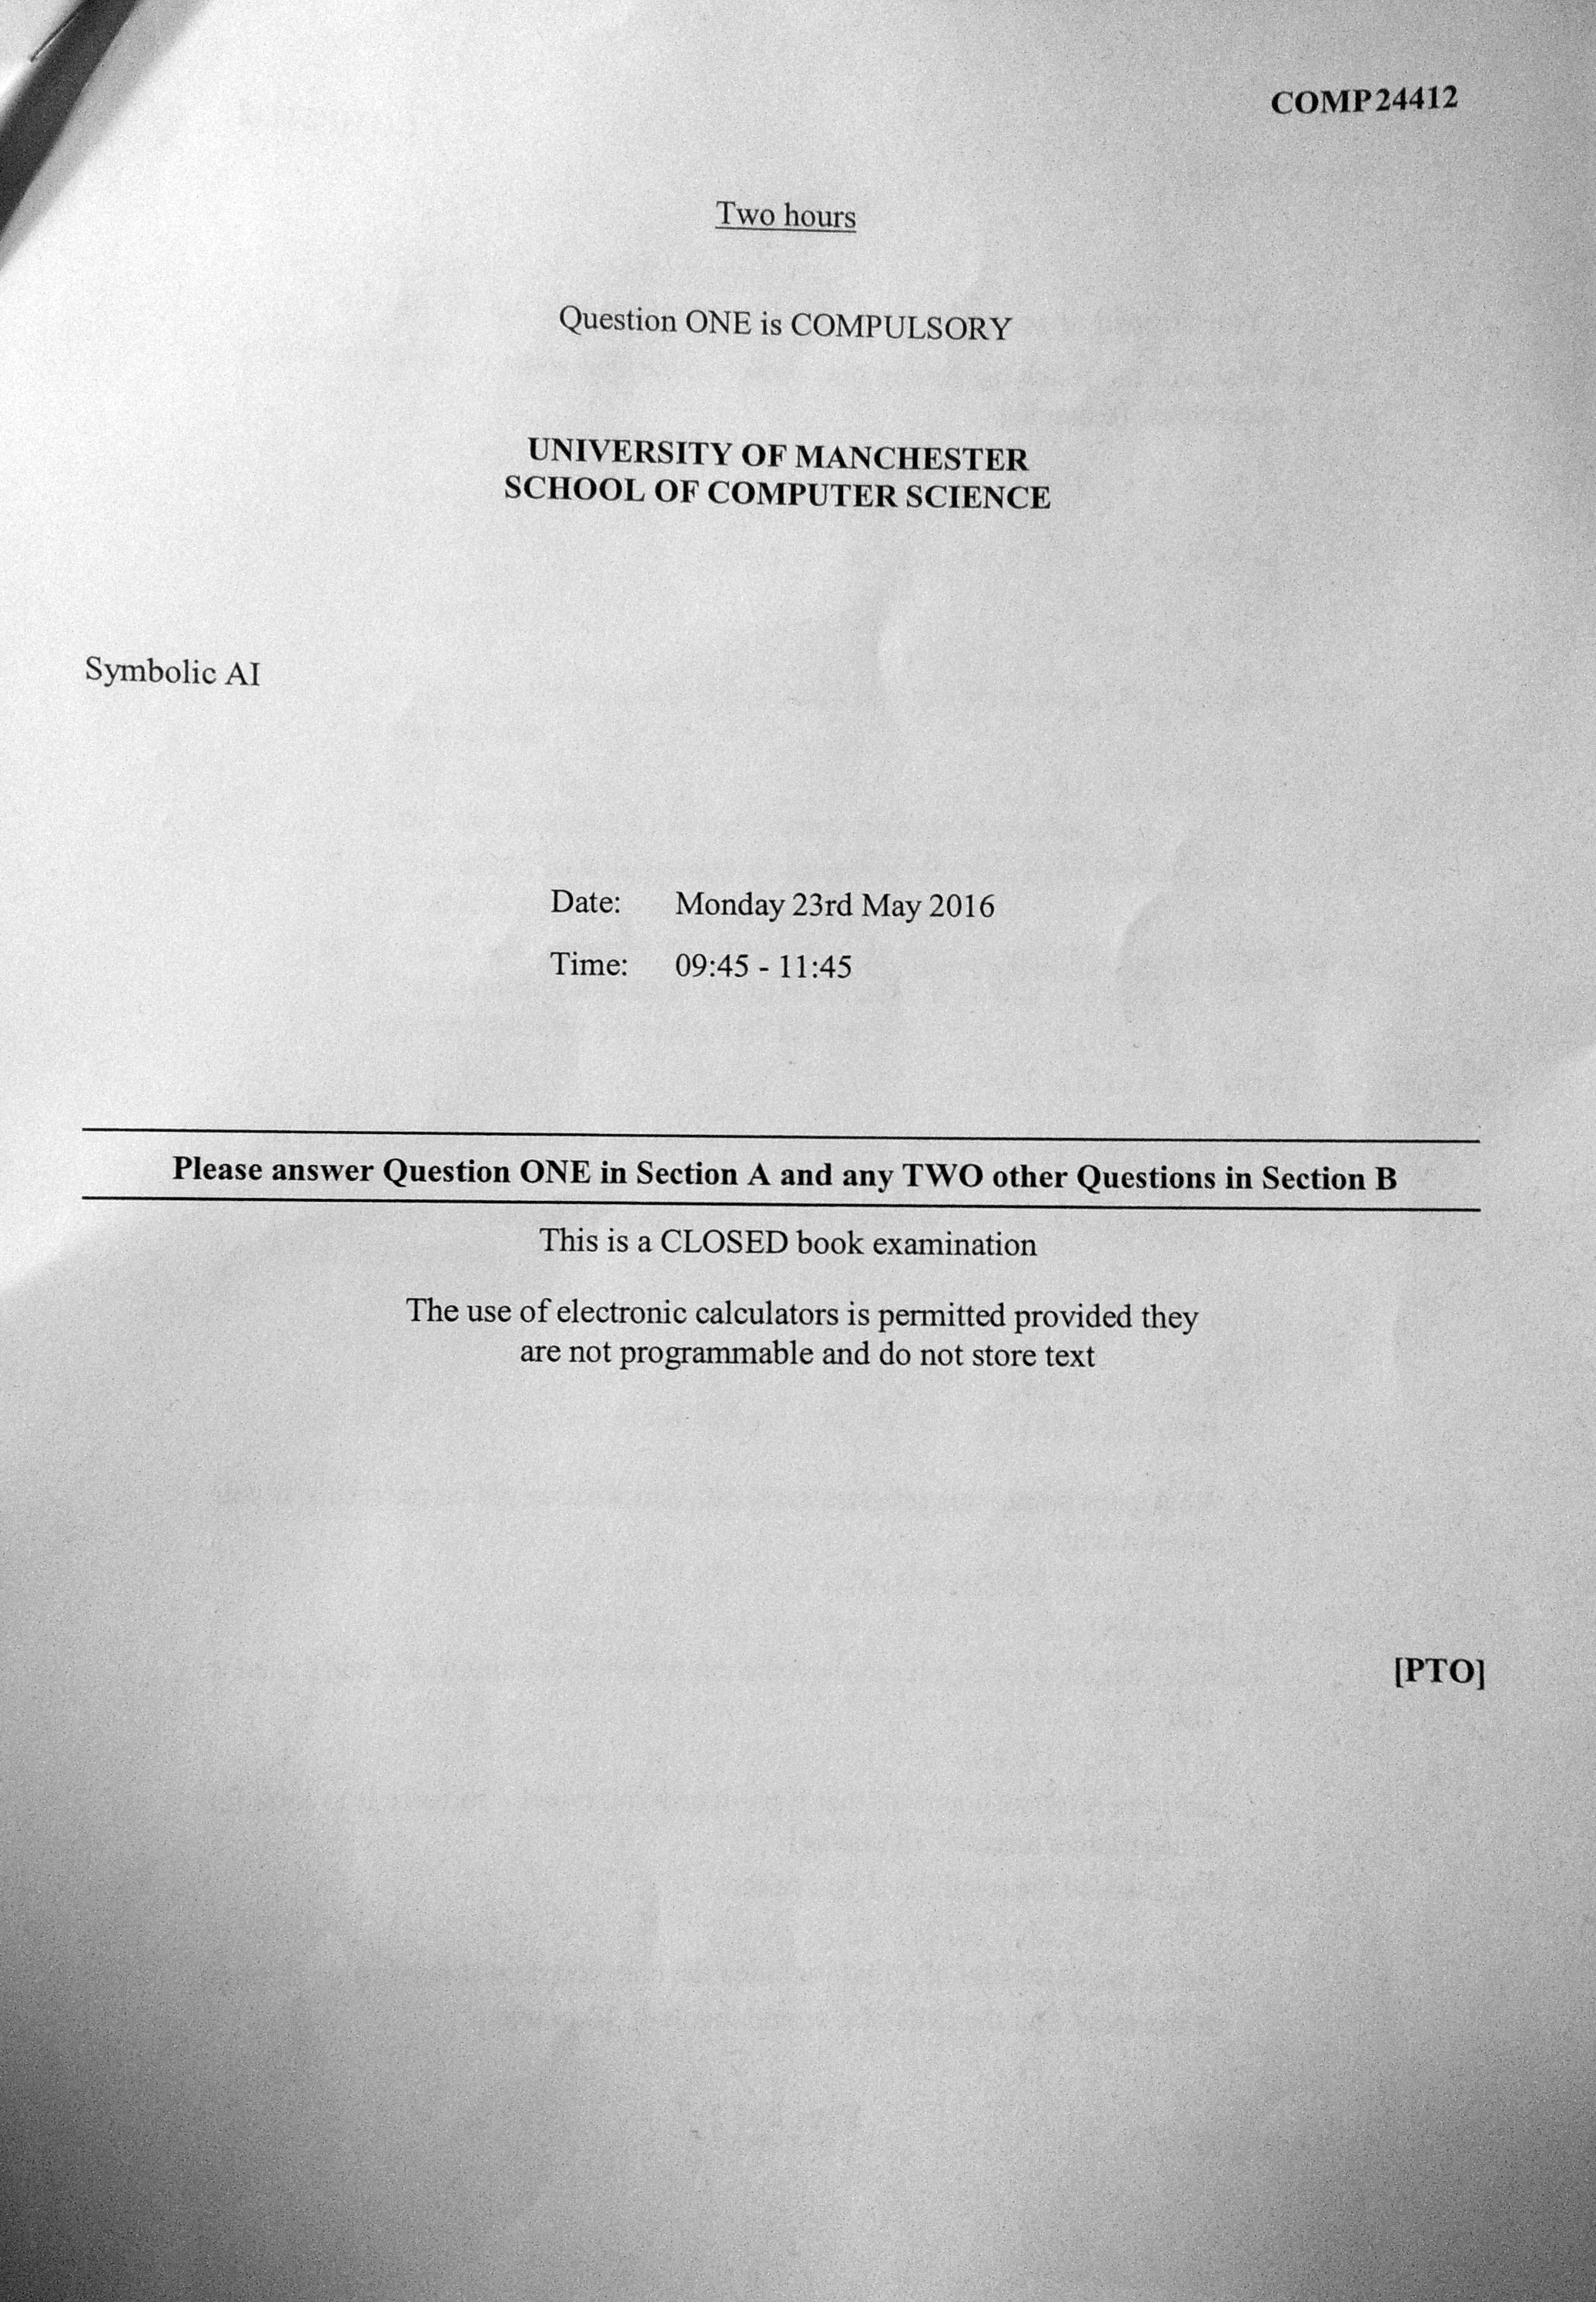 COMP24412
Two hours
Question ONE is COMPULSORY
UNIVERSITY OF MANCHESTER
SCHOOL OF COMPUTER SCIENCE
Symbolic AI
Date: Monday 23rd May 2016
Time: 09:45 - 11:45
Please answer Question ONE in Section A and any TWO other Questions in Section B
This is a CLOSED book examination
The use of electronic calculators is permitted provided they
are not programmable and do not store text
[PTO]